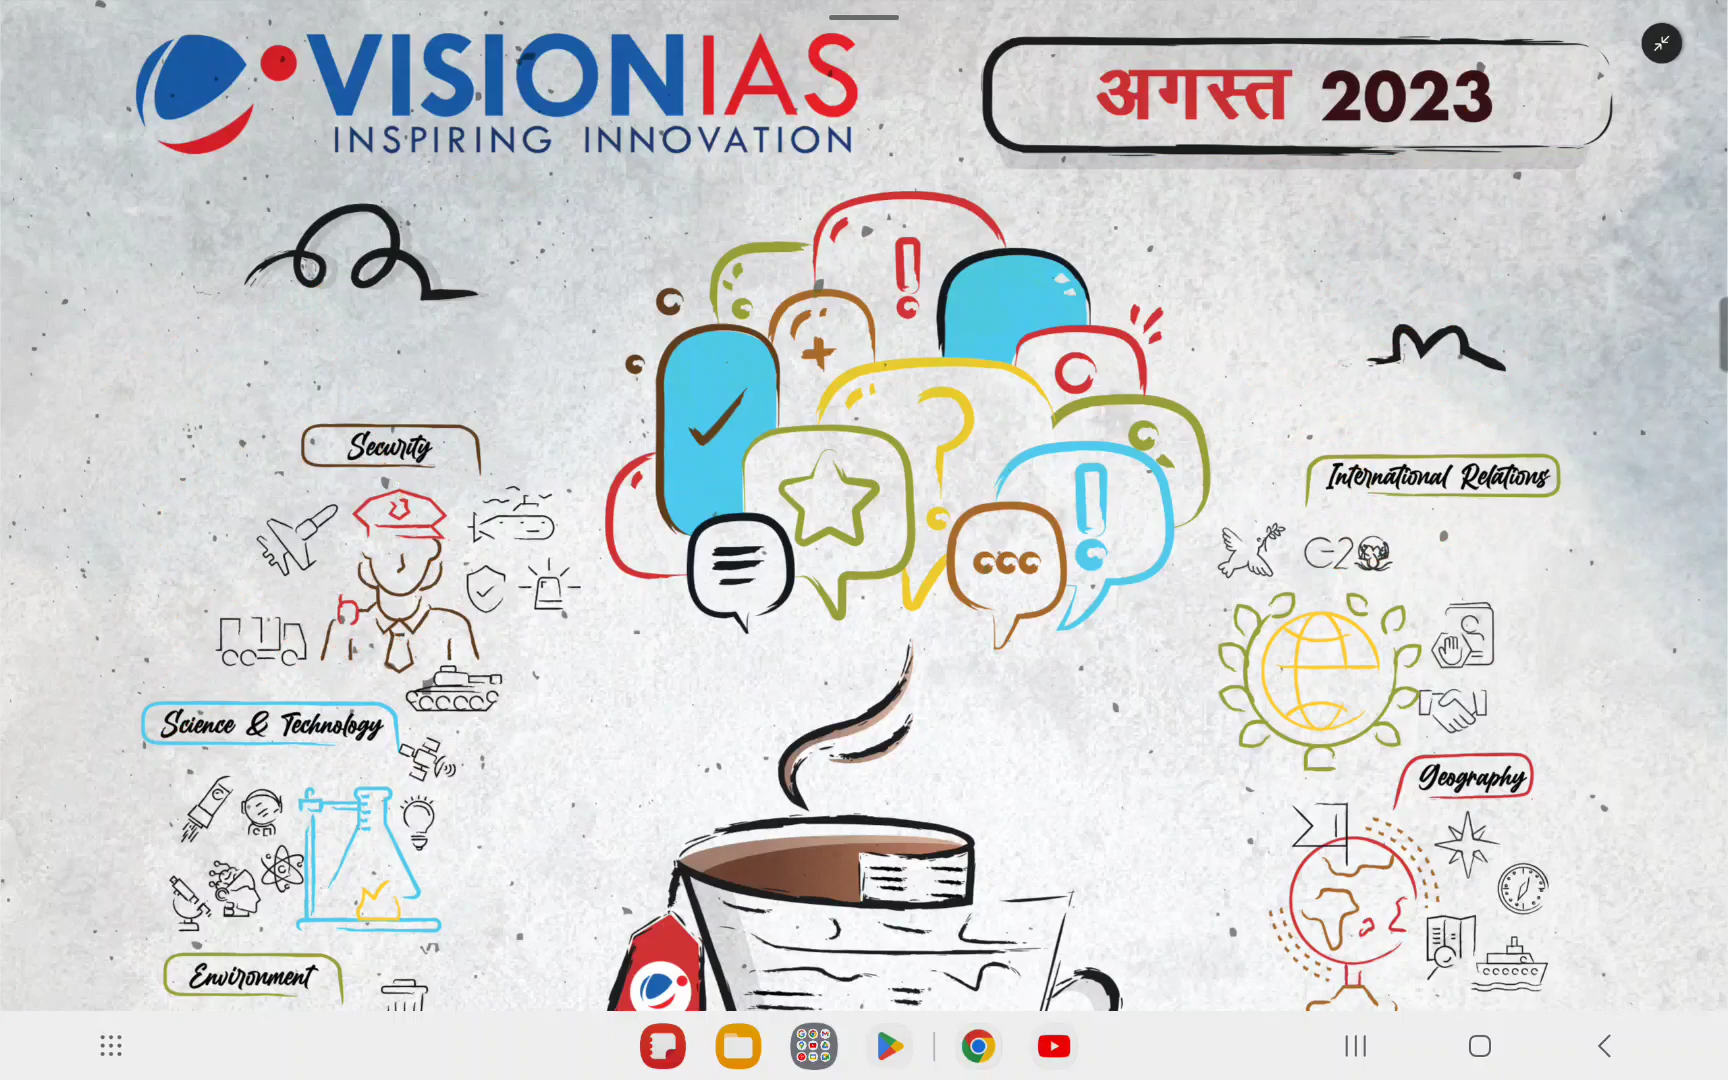 VISIONIAS
INSPIRING INNOVATION
अगस्त 2023
Security
International Relations
G20
Science & Technology
Geography
Environment